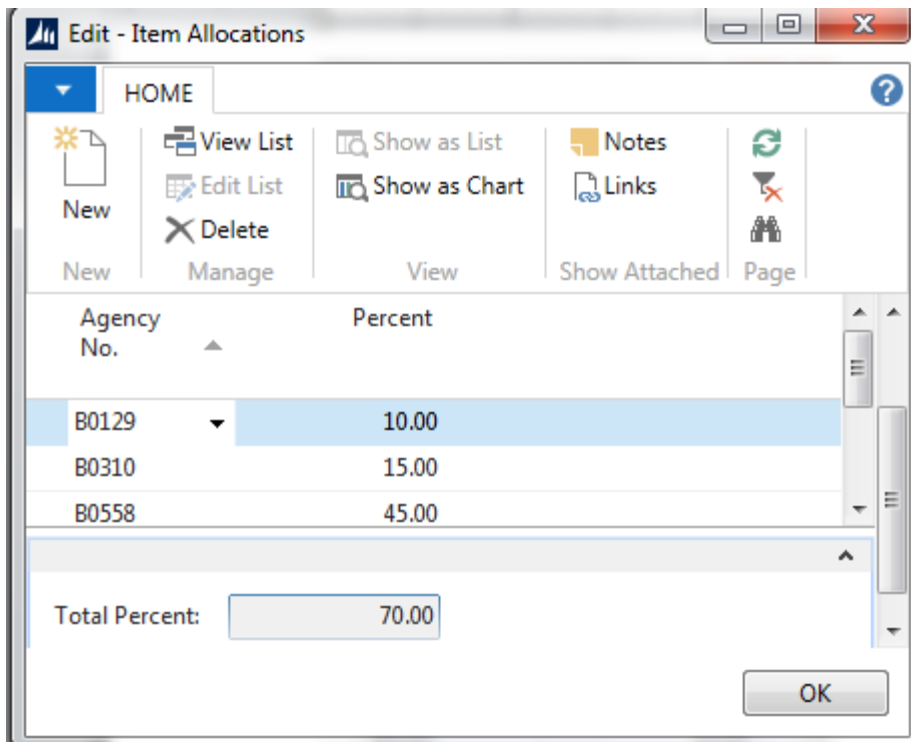 Edit - Item Allocations
HOME
New
View List
Edit List
Delete
Show as List
Show as Chart
Notes
Links
New
Manage
View
Show Attached
Page
Agency No.
Percent
B0129 10.00
B0310 15.00
B0558 45.00
Total Percent: 70.00
OK